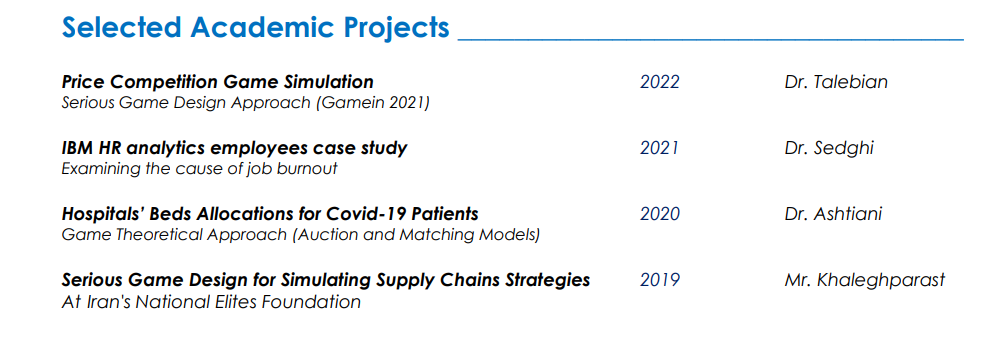 Selected Academic Projects
Price Competition Game Simulation 2022 Dr. Talebian
Serious Game Design Approach (Gamein 2021)
IBM HR analytics employees case study 2021 Dr. Sedghi
Examining the cause of job burnout
Hospitals' Beds Allocations for Covid-19 Patients 2020 Dr. Ashtiani
Game Theoretical Approach (Auction and Matching Models)
Serious Game Design for Simulating Supply Chains Strategies 2019 Mr. Khaleghparast
At Iran's National Elites Foundation